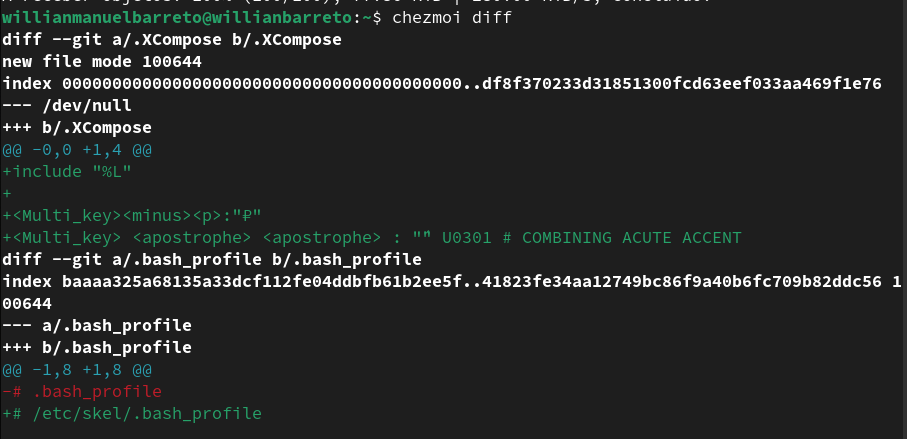 willianmanuelbarreto@willianbarreto:~$ chezmoi diff
diff --git a/.XCompose b/.XCompose
new file mode 100644
index 0000000000000000000000000000000000000000..df8f370233d31851300fcd63eef033aa469f1e76
--- /dev/null
+++ b/.XCompose
@@ -0,0 +1,4 @@
+include "%L"
+
+<Multi_key><minus><p>:"₽"
+<Multi_key> <apostrophe> <apostrophe> : "́" U0301 # COMBINING ACUTE ACCENT
diff --git a/.bash_profile b/.bash_profile
index baaaa325a68135a33dcf112fe04ddbfb61b2ee5f..41823fe34aa12749bc86f9a40b6fc709b82ddc56 1
00644
--- a/.bash_profile
+++ b/.bash_profile
@@ -1,8 +1,8 @@
-# .bash_profile
+# /etc/skel/.bash_profile